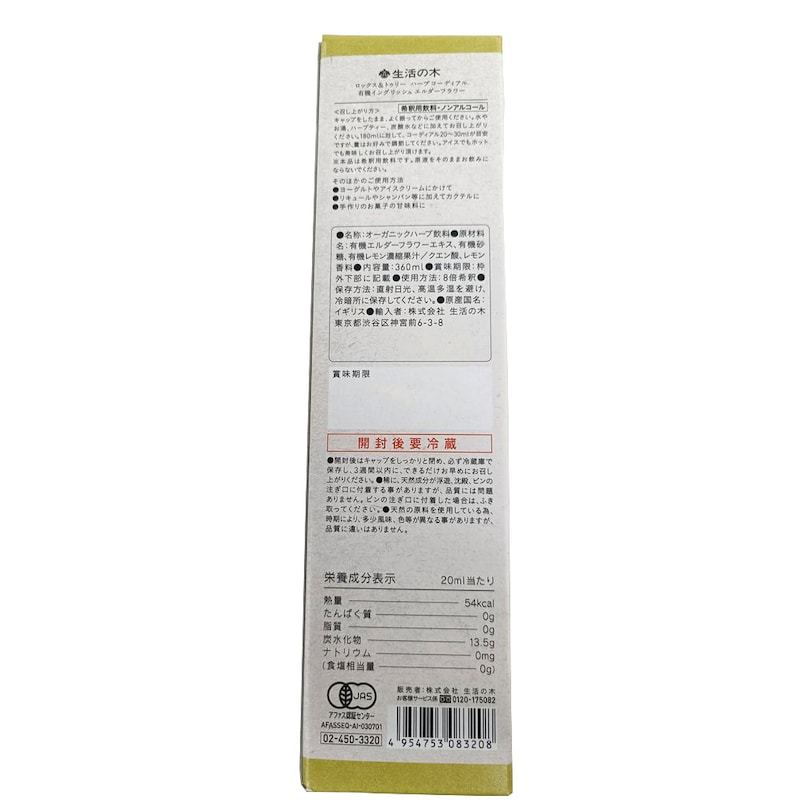 生活の木
ロックス&トゥリー ハーブコーディアル
有機イングリッシュ エルダーフラワー
<召し上がり方> 希釈用飲料・ノンアルコール
キャップをしたまま、よく振ってからご使用ください。水や
お湯、ハーブティー、炭酸水などに加えてお召し上がり
ください。180mlに対して、コーディアル20〜30mlが目安
ですが、量はお好みで調節してください。アイスでもホット
でも美味しくお召し上がり頂けます。
※本品は希釈用飲料です。原液をそのままお飲みに
ならないでください。
そのほかのご使用方法
●ヨーグルトやアイスクリームにかけて
●リキュールやシャンパン等に加えてカクテルに
●手作りのお菓子の甘味料に
●名称:オーガニックハーブ飲料●原材料
名:有機エルダーフラワーエキス、有機砂
糖、有機レモン濃縮果汁/クエン酸、レモン
香料●内容量:360ml●賞味期限:枠
外下部に記載●使用方法:8倍希釈●
保存方法:直射日光、高温多湿を避け、
冷暗所に保存してください。●原産国名:
イギリス●輸入者:株式会社 生活の木
東京都渋谷区神宮前6-3-8
賞味期限
開封後要冷蔵
●開封後はキャップをしっかりと閉め、必ず冷蔵庫で
保存し、3週間以内に、できるだけお早めにお召し
上がりください。●稀に、天然成分が浮遊、沈殿、ビンの
注ぎ口に付着する事がありますが、品質には問題
ありません。ビンの注ぎ口に付着した場合は、ふき
取ってください。●天然の原料を使用している為、
時期により、多少風味、色等が異なる事がありますが、
品質に違いはありません。
栄養成分表示 20ml当たり
熱量 54kcal
たんぱく質 0g
脂質 0g
炭水化物 13.5g
ナトリウム 0mg
(食塩相当量 0g)
JAS
アファス認証センター
AFASSEQ-AI-030701
02-450-3320
販売者:株式会社 生活の木
お客様サービス係 0120-175082
4 954753 083208